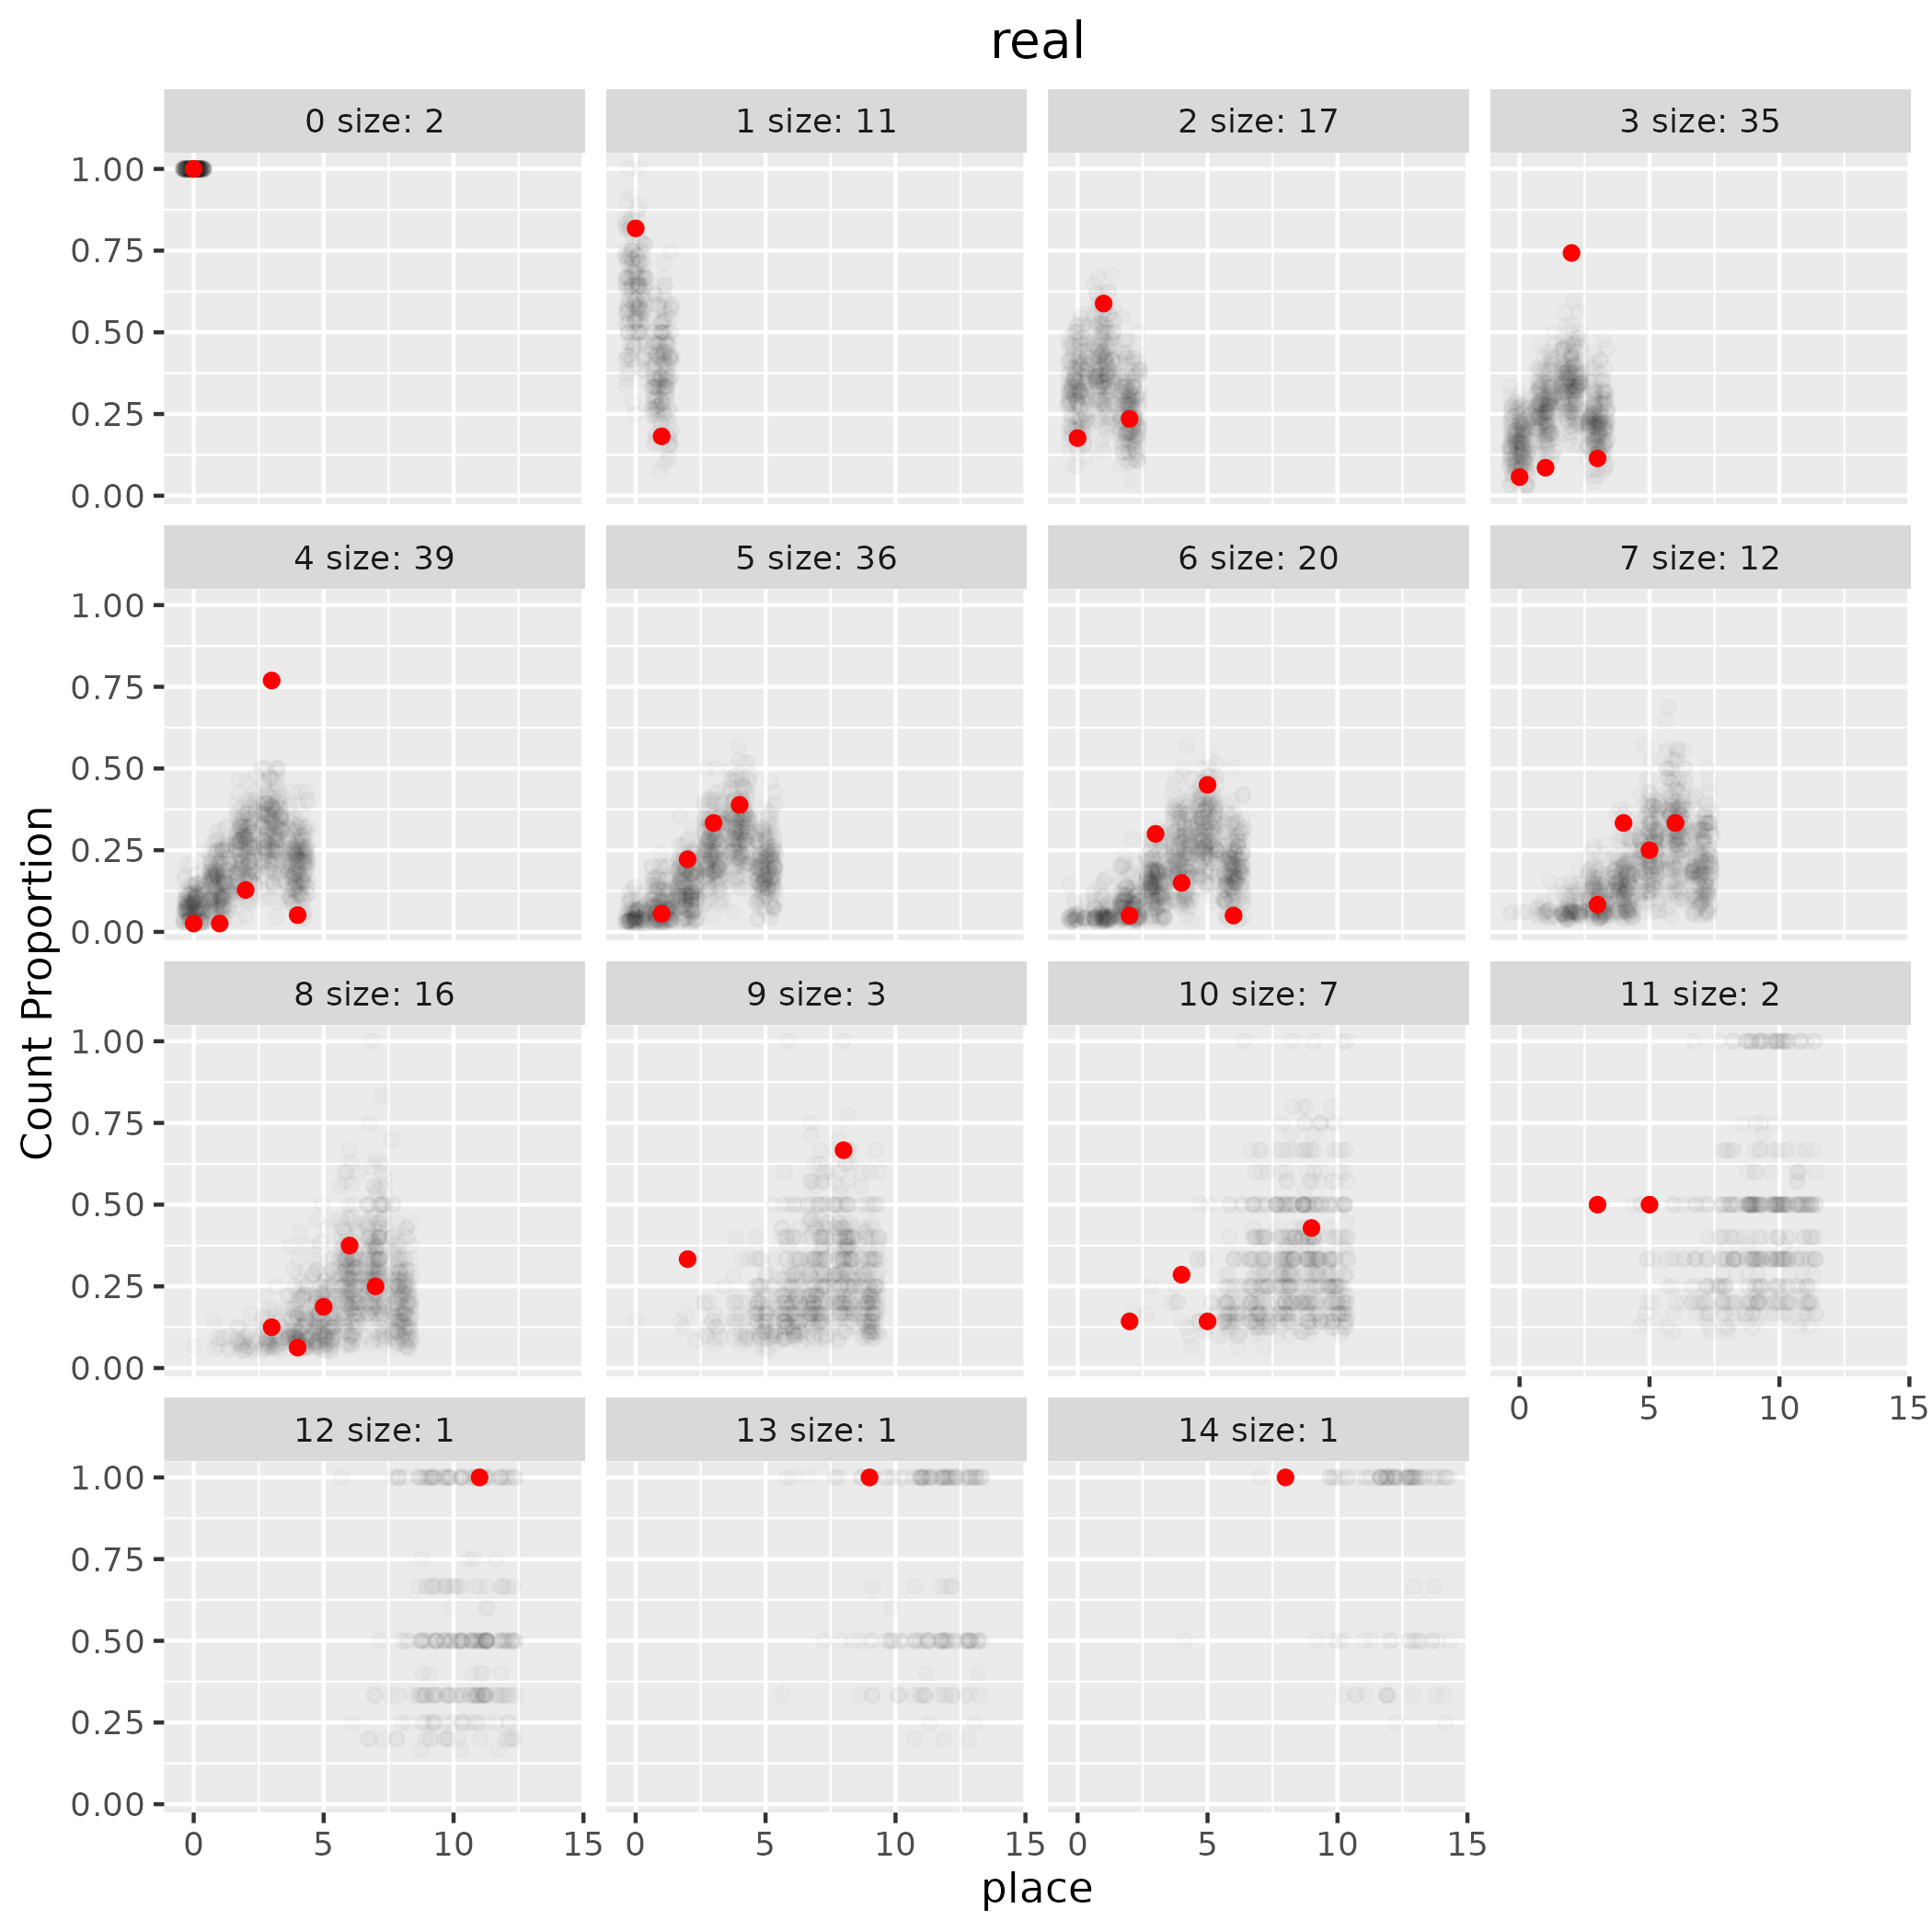 real
0 size: 2
1 size: 11
2 size: 17
3 size: 35
1.00
0.75
0.50
0.25
0.00
4 size: 39
5 size: 36
6 size: 20
7 size: 12
1.00
0.75
0.50
0.25
0.00
Count Proportion
8 size: 16
9 size: 3
10 size: 7
11 size: 2
1.00
0.75
0.50
0.25
0.00
0 5 10 15
12 size: 1
13 size: 1
14 size: 1
1.00
0.75
0.50
0.25
0.00
0 5 10 15
0 5 10 15
0 5 10 15
place